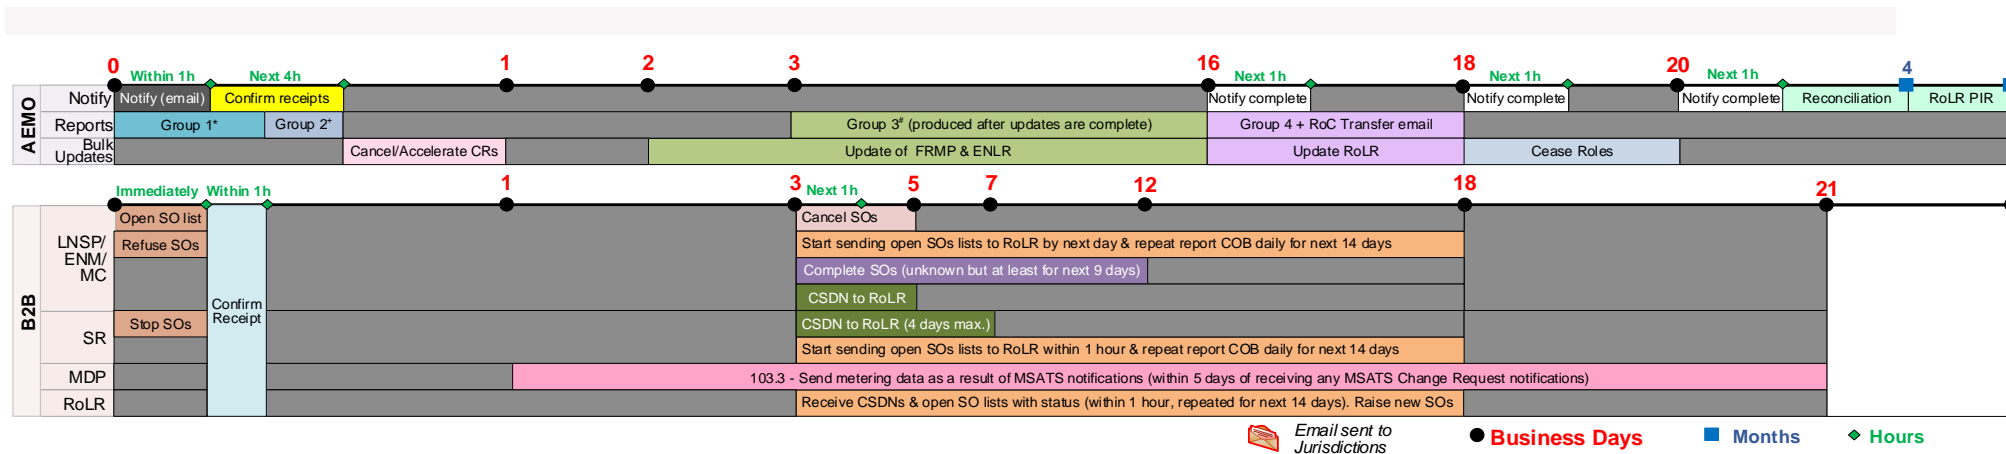 0 1 2 3 16 18 20 4
Within 1h Next 4h Next 1h Next 1h Next 1h
AEMO
Notify Notify (email) Confirm receipts Notify complete Notify complete Notify complete Reconciliation RoLR PIR
Reports Group 1* Group 2+ Group 3# (produced after updates are complete) Group 4 + RoC Transfer email
Bulk Updates Cancel/Accelerate CRs Update of FRMP & ENLR Update RoLR Cease Roles
Immediately Within 1h 1 3 Next 1h 5 7 12 18 21
B2B
LNSP/
ENM/
MC
Open SO list Cancel SOs
Refuse SOs Start sending open SOs lists to RoLR by next day & repeat report COB daily for next 14 days
Complete SOs (unknown but at least for next 9 days)
Confirm
Receipt
CSDN to RoLR
SR
Stop SOs CSDN to RoLR (4 days max.)
Start sending open SOs lists to RoLR within 1 hour & repeat report COB daily for next 14 days
MDP 103.3 - Send metering data as a result of MSATS notifications (within 5 days of receiving any MSATS Change Request notifications)
RoLR Receive CSDNs & open SO lists with status (within 1 hour, repeated for next 14 days). Raise new SOs
Email sent to
Jurisdictions
Business Days Months Hours